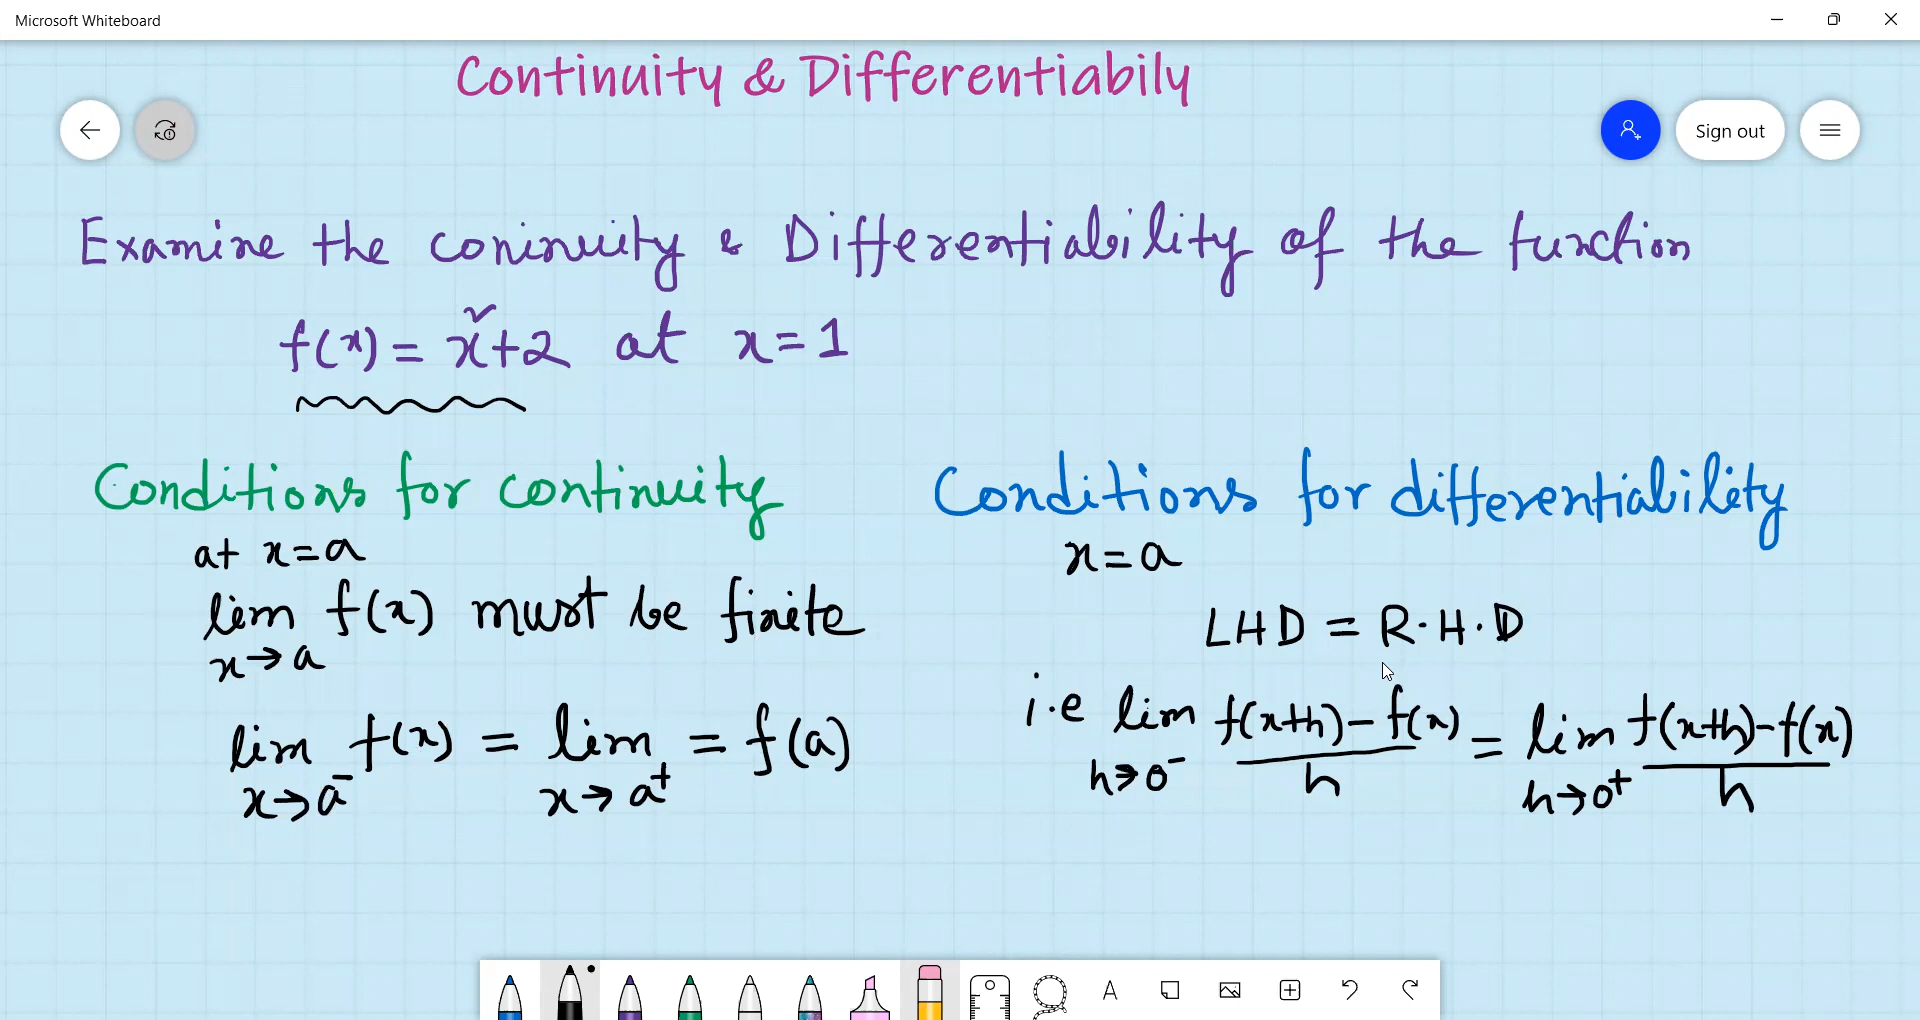 Microsoft Whiteboard
Continuity & Differentiabily
Sign out
Examine the coninuity & Differentiability of the function
f(x) = x²+2 at x=1
Conditions for continuity
at x=a
lim f(x) must be finite
x→a
lim f(x) = lim = f(a)
x→a⁻ x→a⁺
Conditions for differentiability
x=a
LHD = R.H.D
i.e lim f(x+h)-f(x) = lim f(x+h)-f(x)
h→0⁻ h h→0⁺ h
A